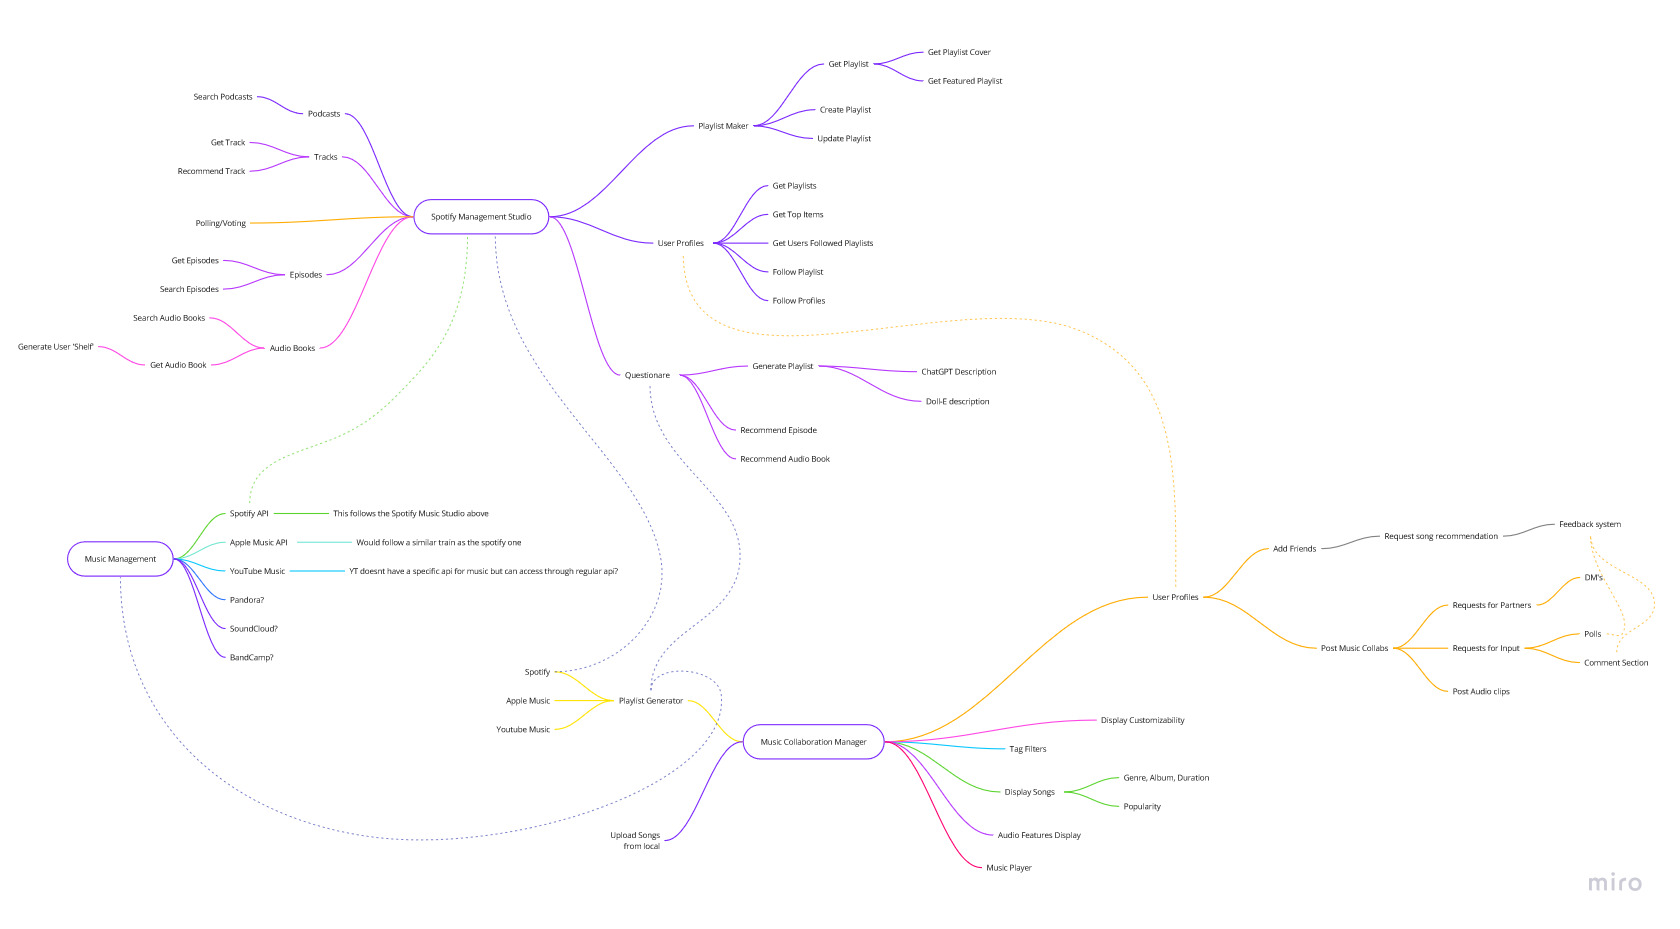 Get Playlist Cover
Get Playlist
Get Featured Playlist
Search Podcasts
Podcasts
Create Playlist
Playlist Maker
Update Playlist
Get Track
Tracks
Recommend Track
Get Playlists
Spotify Management Studio
Get Top Items
Polling/Voting
User Profiles
Get Users Followed Playlists
Get Episodes
Episodes
Follow Playlist
Search Episodes
Follow Profiles
Search Audio Books
Generate User 'Shelf'
Audio Books
Get Audio Book
Generate Playlist
ChatGPT Description
Questionare
Doll-E description
Recommend Episode
Recommend Audio Book
Spotify API
This follows the Spotify Music Studio above
Apple Music API
Would follow a similar train as the spotify one
Music Management
YouTube Music
YT doesnt have a specific api for music but can access through regular api?
Pandora?
SoundCloud?
BandCamp?
Feedback system
Request song recommendation
Add Friends
DM's
User Profiles
Requests for Partners
Polls
Post Music Collabs
Requests for Input
Comment Section
Post Audio clips
Spotify
Apple Music
Playlist Generator
Youtube Music
Music Collaboration Manager
Display Customizability
Tag Filters
Genre, Album, Duration
Display Songs
Popularity
Upload Songs
from local
Audio Features Display
Music Player
miro